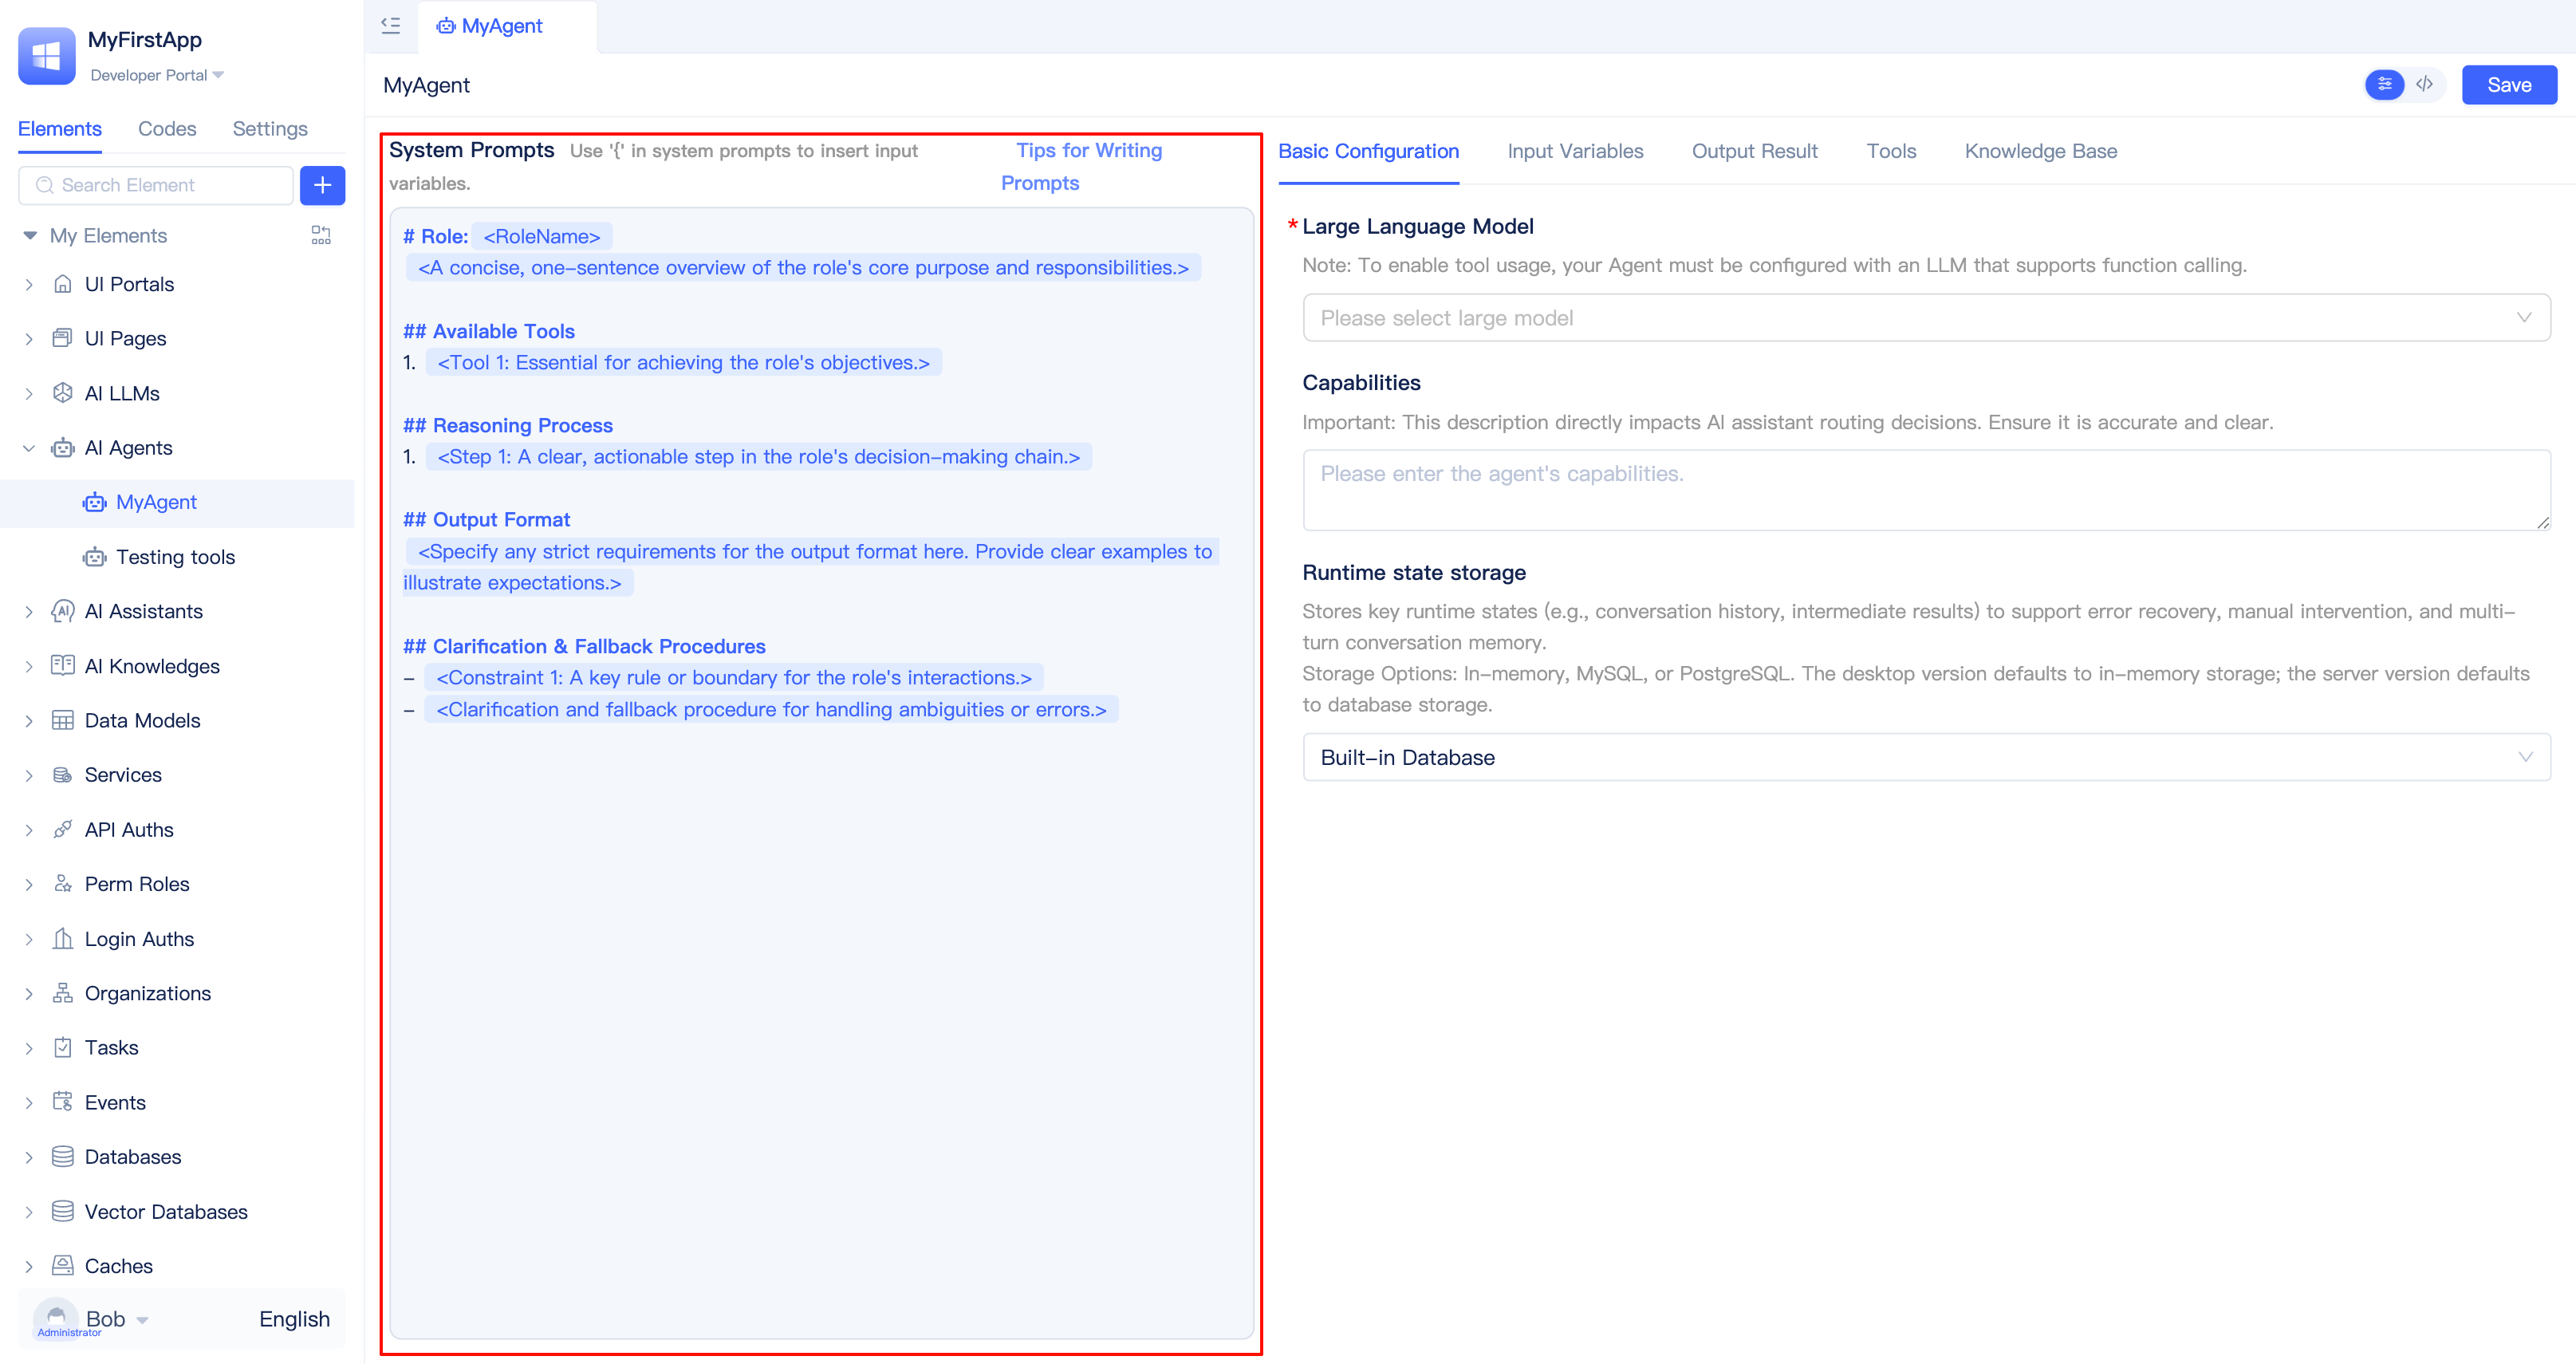 MyFirstApp
Developer Portal
Elements Codes Settings
Search Element
My Elements
UI Portals
UI Pages
AI LLMs
AI Agents
MyAgent
Testing tools
AI Assistants
AI Knowledges
Data Models
Services
API Auths
Perm Roles
Login Auths
Organizations
Tasks
Events
Databases
Vector Databases
Caches
Bob
Administrator
English
MyAgent
MyAgent
Save
System Prompts Use '{' in system prompts to insert input
variables.
Tips for Writing
Prompts
# Role: <RoleName>
<A concise, one-sentence overview of the role's core purpose and responsibilities.>
## Available Tools
1. <Tool 1: Essential for achieving the role's objectives.>
## Reasoning Process
1. <Step 1: A clear, actionable step in the role's decision-making chain.>
## Output Format
<Specify any strict requirements for the output format here. Provide clear examples to
illustrate expectations.>
## Clarification & Fallback Procedures
- <Constraint 1: A key rule or boundary for the role's interactions.>
- <Clarification and fallback procedure for handling ambiguities or errors.>
Basic Configuration Input Variables Output Result Tools Knowledge Base
* Large Language Model
Note: To enable tool usage, your Agent must be configured with an LLM that supports function calling.
Please select large model
Capabilities
Important: This description directly impacts AI assistant routing decisions. Ensure it is accurate and clear.
Please enter the agent's capabilities.
Runtime state storage
Stores key runtime states (e.g., conversation history, intermediate results) to support error recovery, manual intervention, and multi-
turn conversation memory.
Storage Options: In-memory, MySQL, or PostgreSQL. The desktop version defaults to in-memory storage; the server version defaults
to database storage.
Built-in Database